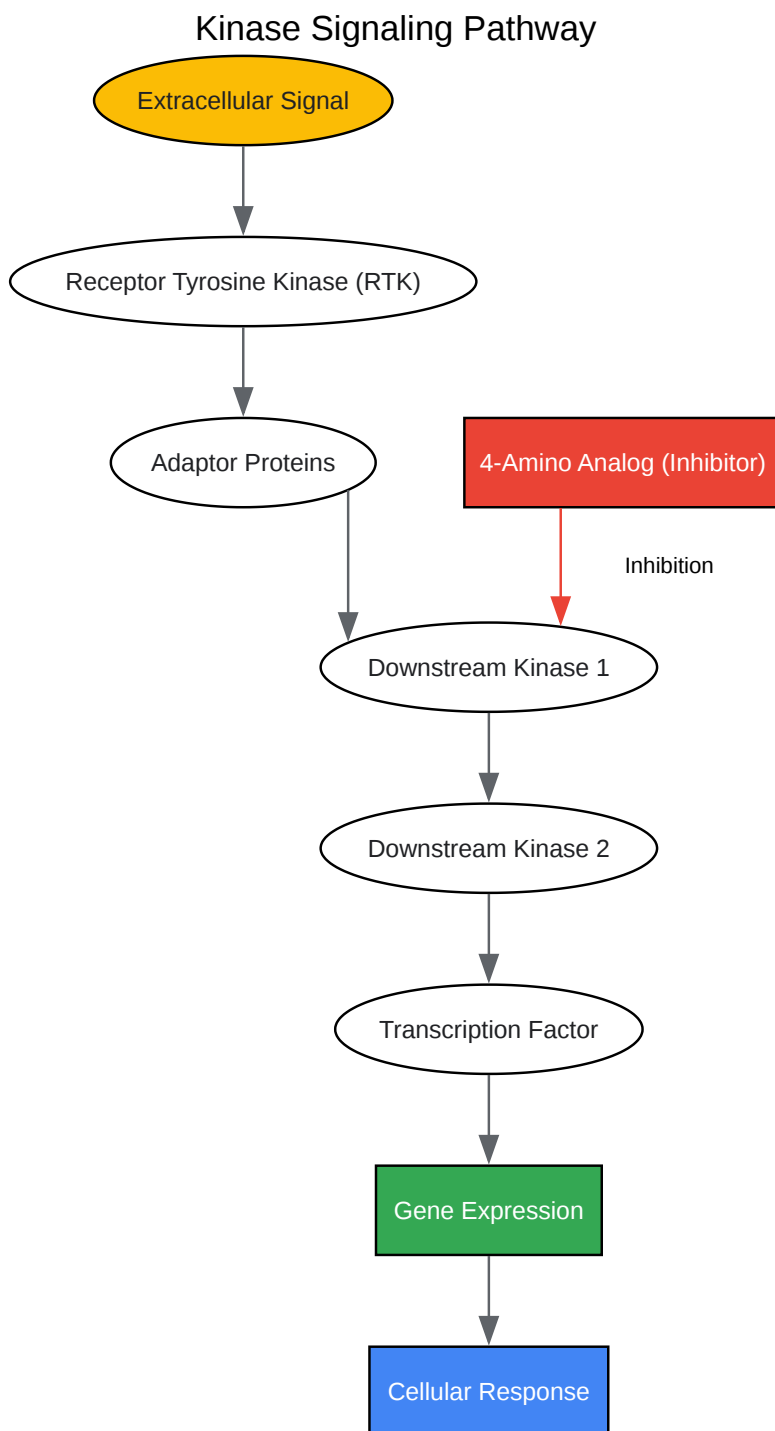 Kinase Signaling Pathway
Extracellular Signal
Receptor Tyrosine Kinase (RTK)
Adaptor Proteins
4-Amino Analog (Inhibitor)
Inhibition
Downstream Kinase 1
Downstream Kinase 2
Transcription Factor
Gene Expression
Cellular Response